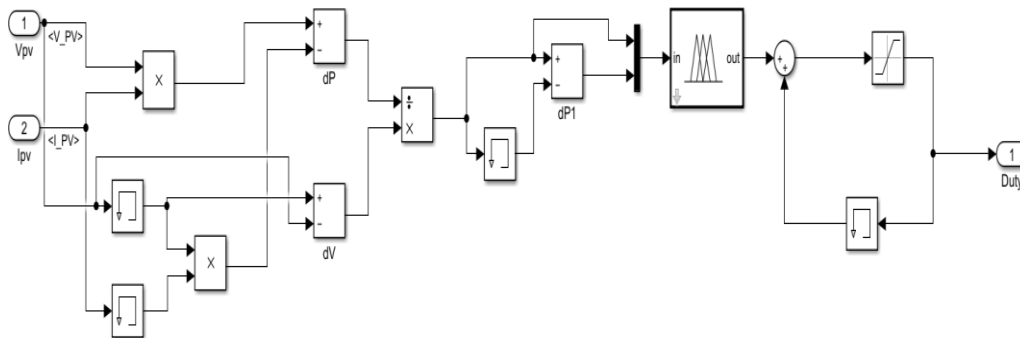 1
Vpv
<V_PV>
2
Ipv
<I_PV>
X
+
−
dP
X
+
−
dV
÷
X
+
−
dP1
in
out
+
+
1
Duty